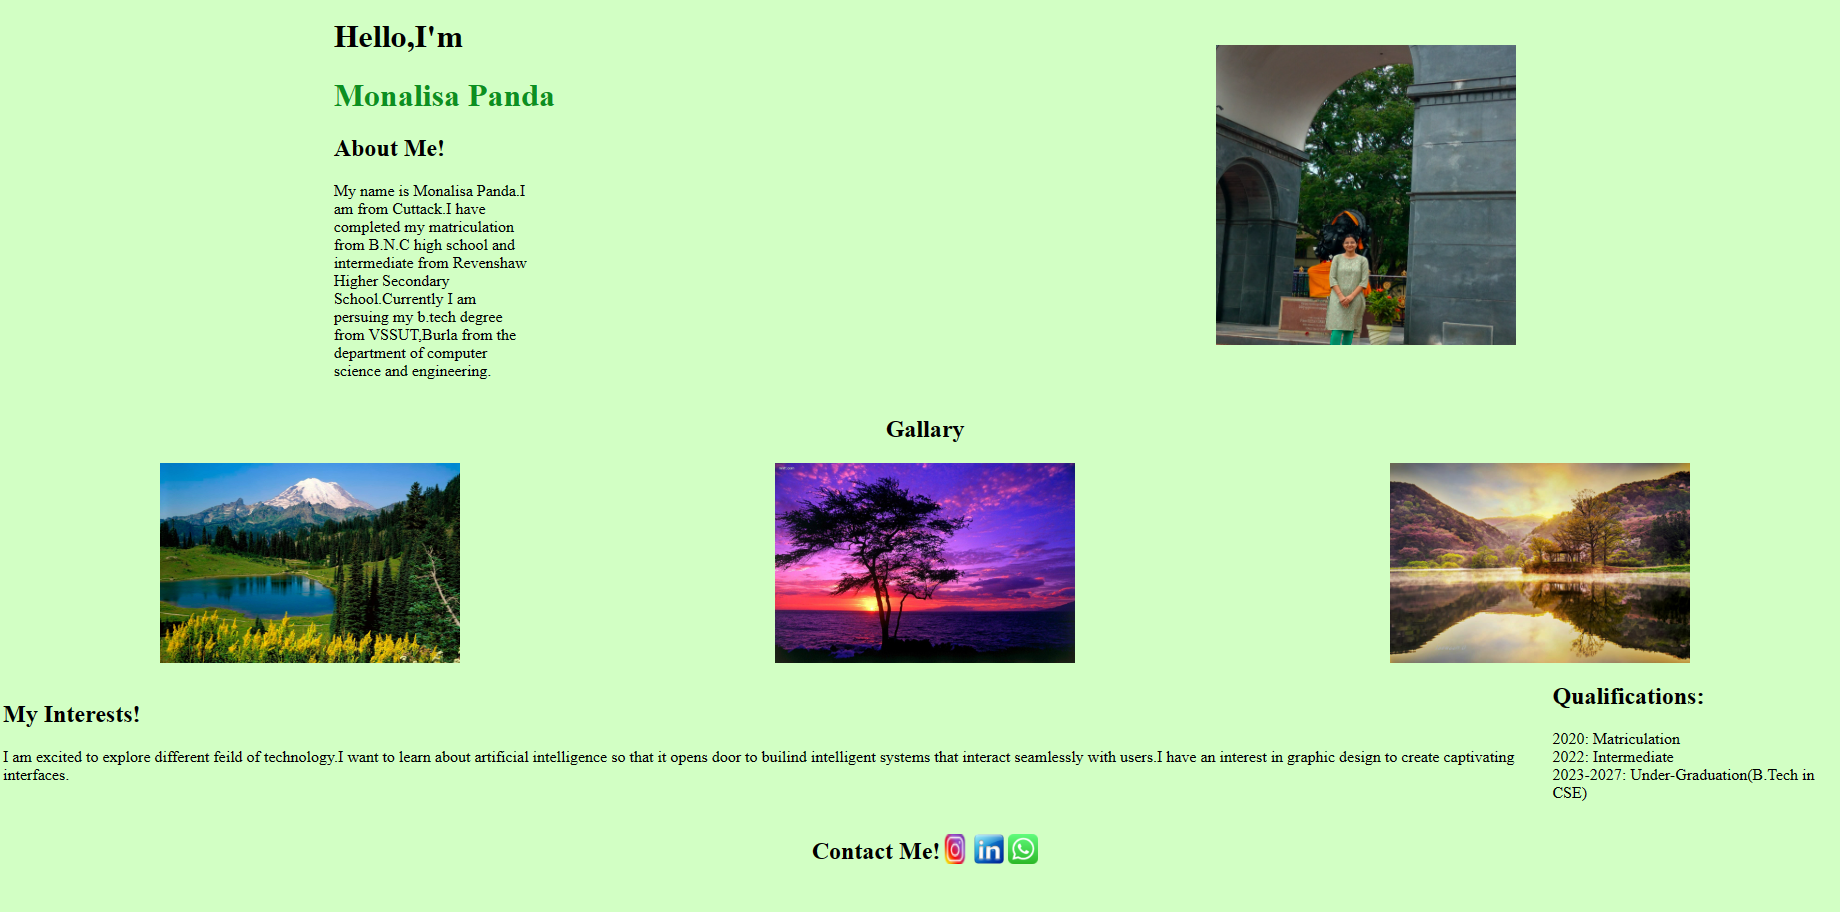 Hello,I'm
Monalisa Panda
About Me!
My name is Monalisa Panda.I
am from Cuttack.I have
completed my matriculation
from B.N.C high school and
intermediate from Revenshaw
Higher Secondary
School.Currently I am
persuing my b.tech degree
from VSSUT,Burla from the
department of computer
science and engineering.
Gallary
My Interests!
I am excited to explore different feild of technology.I want to learn about artificial intelligence so that it opens door to builind intelligent systems that interact seamlessly with users.I have an interest in graphic design to create captivating
interfaces.
Qualifications:
2020: Matriculation
2022: Intermediate
2023-2027: Under-Graduation(B.Tech in
CSE)
Contact Me!
in